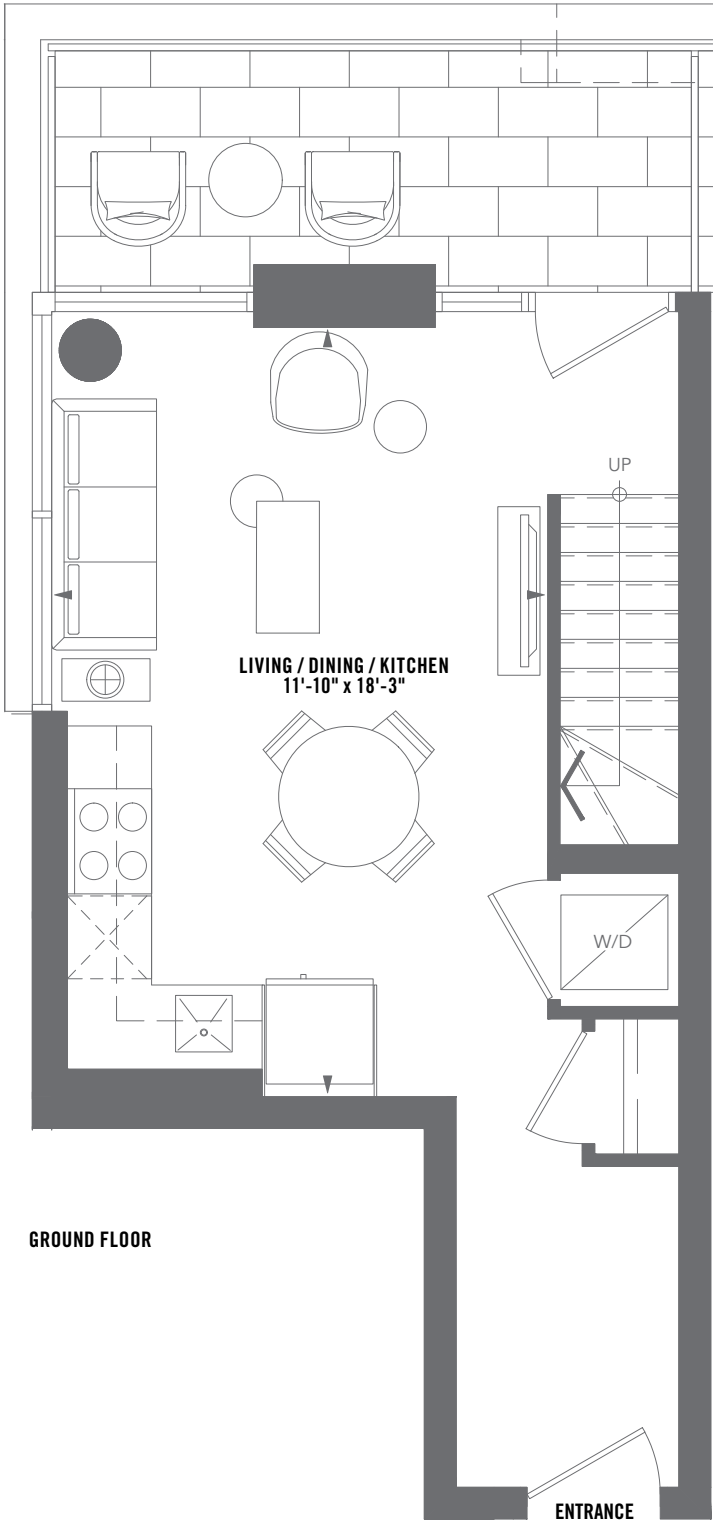 UP
LIVING / DINING / KITCHEN
11'-10" x 18'-3"
W/D
GROUND FLOOR
ENTRANCE